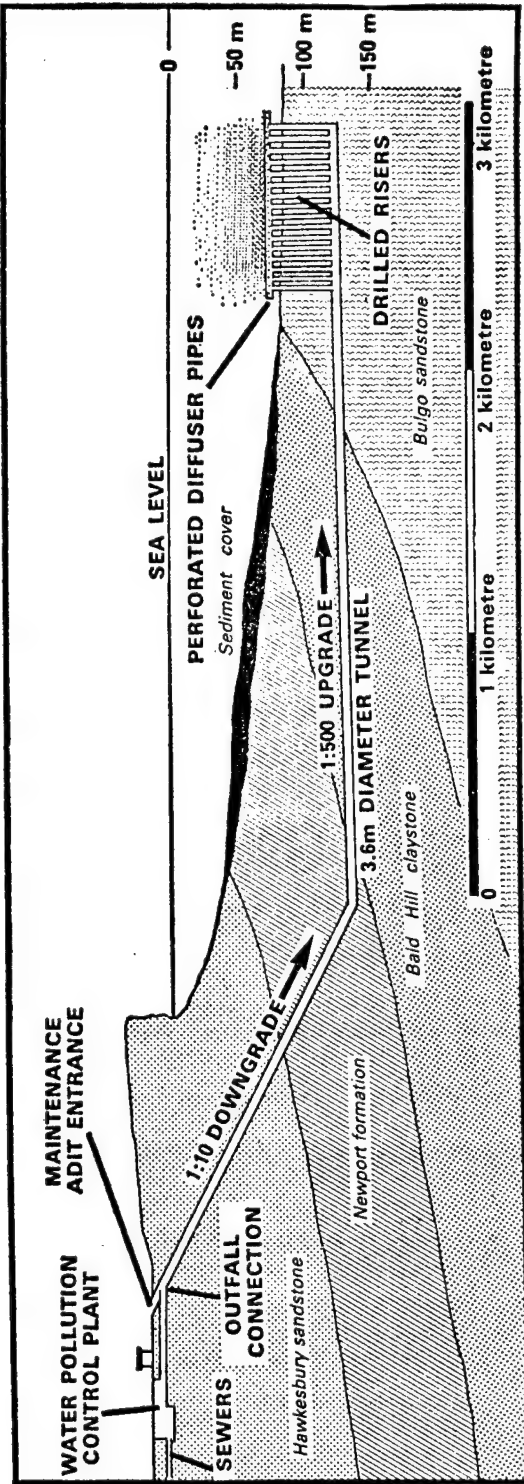 WATER POLLUTION
CONTROL PLANT
MAINTENANCE
ADIT ENTRANCE
SEWERS
OUTFALL
CONNECTION
SEA LEVEL
0
—50 m
—100 m
—150 m
PERFORATED DIFFUSER PIPES
Sediment cover
1:10 DOWNGRADE
1:500 UPGRADE
3.6m DIAMETER TUNNEL
DRILLED RISERS
Hawkesbury sandstone
Newport formation
Bald Hill claystone
Bulgo sandstone
0
1 kilometre
2 kilometre
3 kilometre